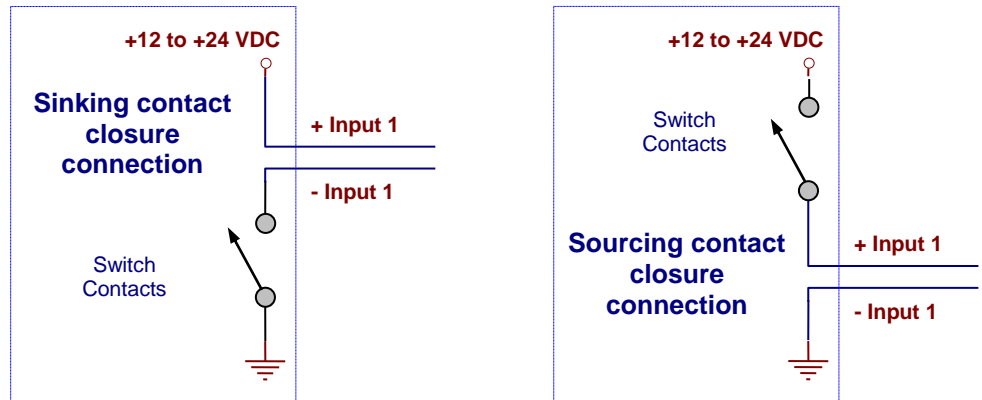 +12 to +24 VDC
Sinking contact
closure
connection
+ Input 1
- Input 1
Switch
Contacts
+12 to +24 VDC
Switch
Contacts
Sourcing contact
closure
connection
+ Input 1
- Input 1